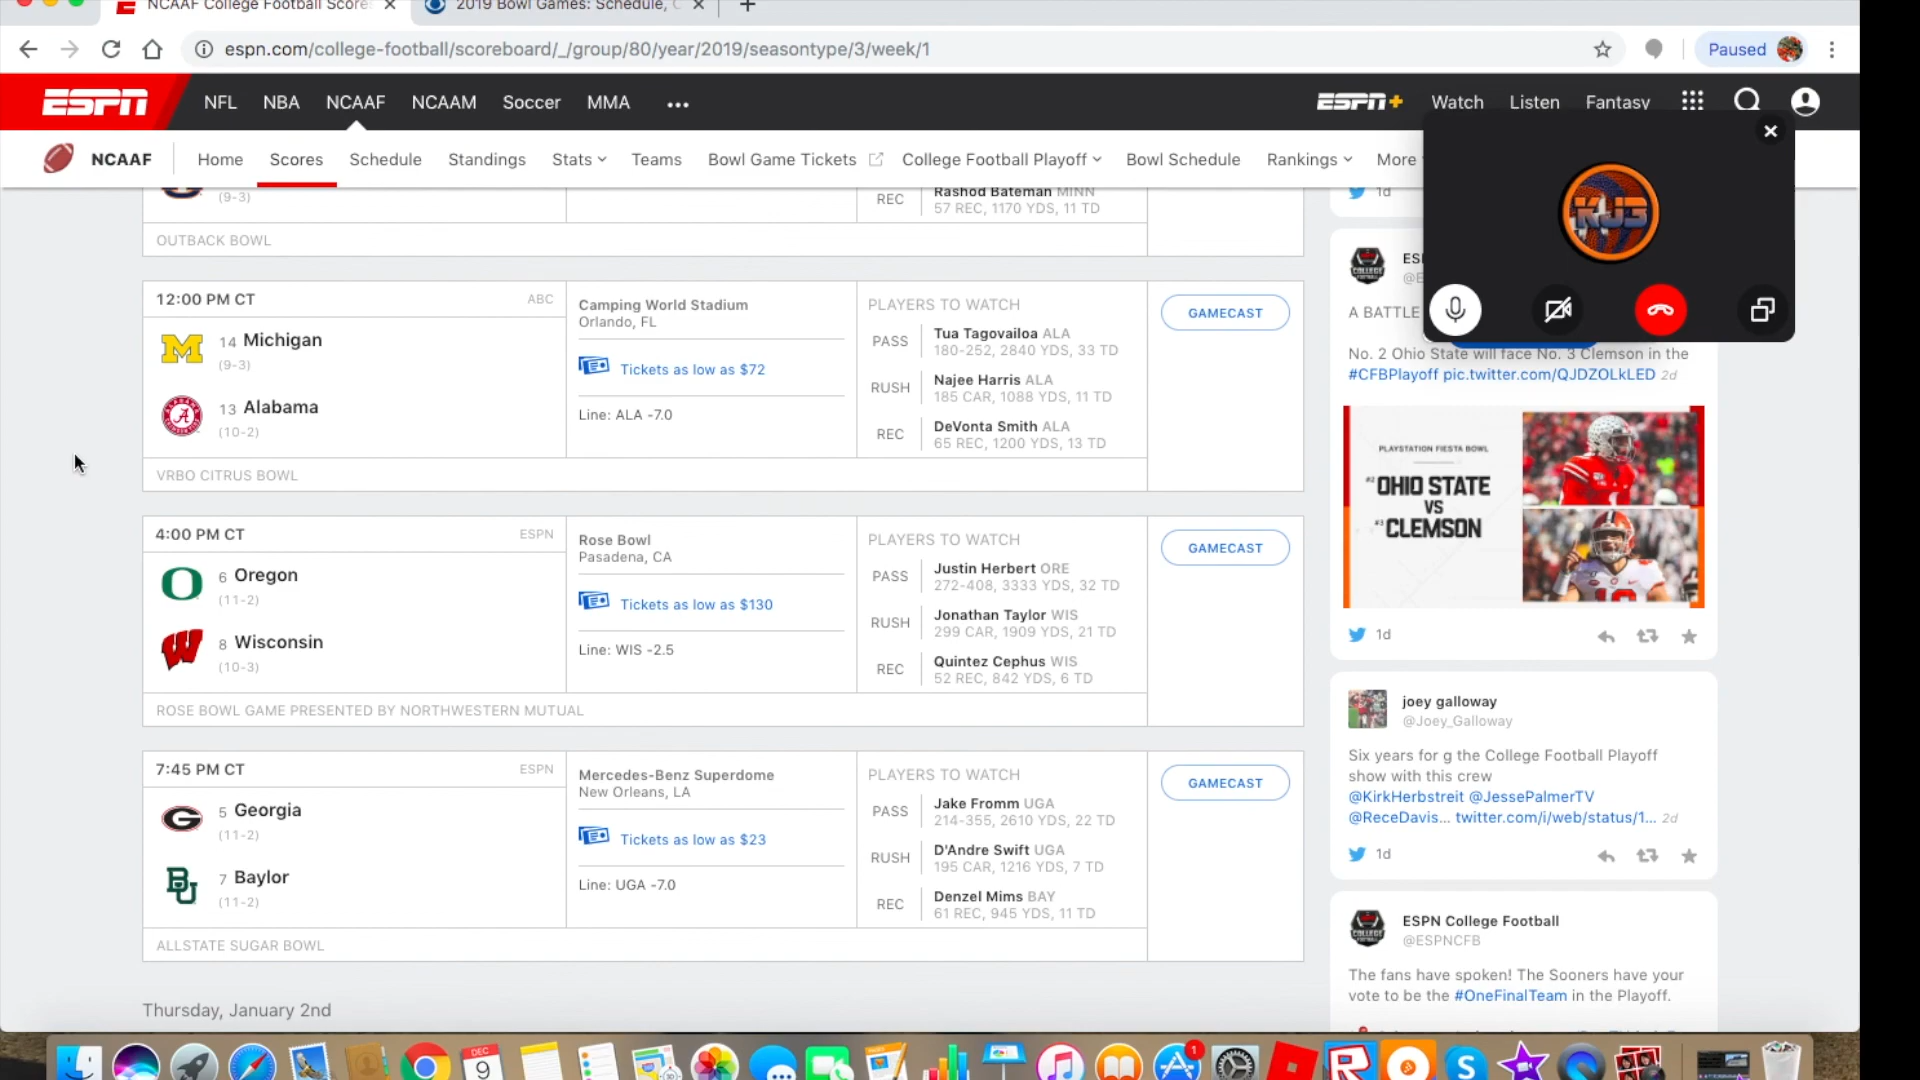 NCAAF College Football Scores
2019 Bowl Games: Schedule,
espn.com/college-football/scoreboard/_/group/80/year/2019/seasontype/3/week/1
Paused
ESPN NFL NBA NCAAF NCAAM Soccer MMA ••• ESPN+ Watch Listen Fantasy
NCAAF Home Scores Schedule Standings Stats Teams Bowl Game Tickets College Football Playoff Bowl Schedule Rankings More
(9-3)
REC
Rashod Bateman MINN
57 REC, 1170 YDS, 11 TD
OUTBACK BOWL
12:00 PM CT ABC
14 Michigan
(9-3)
13 Alabama
(10-2)
Camping World Stadium
Orlando, FL
Tickets as low as $72
Line: ALA -7.0
PLAYERS TO WATCH
PASS
Tua Tagovailoa ALA
180-252, 2840 YDS, 33 TD
RUSH
Najee Harris ALA
185 CAR, 1088 YDS, 11 TD
REC
DeVonta Smith ALA
65 REC, 1200 YDS, 13 TD
GAMECAST
VRBO CITRUS BOWL
4:00 PM CT ESPN
6 Oregon
(11-2)
8 Wisconsin
(10-3)
Rose Bowl
Pasadena, CA
Tickets as low as $130
Line: WIS -2.5
PLAYERS TO WATCH
PASS
Justin Herbert ORE
272-408, 3333 YDS, 32 TD
RUSH
Jonathan Taylor WIS
299 CAR, 1909 YDS, 21 TD
REC
Quintez Cephus WIS
52 REC, 842 YDS, 6 TD
GAMECAST
ROSE BOWL GAME PRESENTED BY NORTHWESTERN MUTUAL
7:45 PM CT ESPN
5 Georgia
(11-2)
7 Baylor
(11-2)
Mercedes-Benz Superdome
New Orleans, LA
Tickets as low as $23
Line: UGA -7.0
PLAYERS TO WATCH
PASS
Jake Fromm UGA
214-355, 2610 YDS, 22 TD
RUSH
D'Andre Swift UGA
195 CAR, 1216 YDS, 7 TD
REC
Denzel Mims BAY
61 REC, 945 YDS, 11 TD
GAMECAST
ALLSTATE SUGAR BOWL
Thursday, January 2nd
1d
KJ3
A BATTLE
No. 2 Ohio State will face No. 3 Clemson in the
#CFBPlayoff pic.twitter.com/QJDZOLkLED 2d
PLAYSTATION FIESTA BOWL
#2 OHIO STATE
VS
#3 CLEMSON
1d
joey galloway
@Joey_Galloway
Six years for g the College Football Playoff
show with this crew
@KirkHerbstreit @JessePalmerTV
@ReceDavis... twitter.com/i/web/status/1... 2d
1d
ESPN College Football
@ESPNCFB
The fans have spoken! The Sooners have your
vote to be the #OneFinalTeam in the Playoff.
DEC
9
1